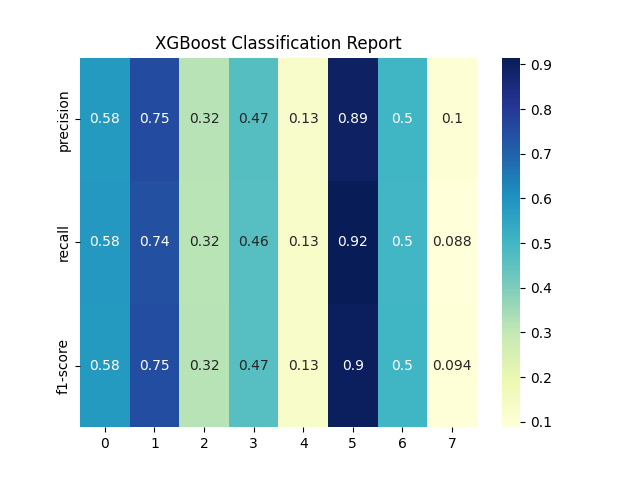 XGBoost Classification Report
precision 0.58 0.75 0.32 0.47 0.13 0.89 0.5 0.1
recall 0.58 0.74 0.32 0.46 0.13 0.92 0.5 0.088
f1-score 0.58 0.75 0.32 0.47 0.13 0.9 0.5 0.094
0 1 2 3 4 5 6 7
0.9
0.8
0.7
0.6
0.5
0.4
0.3
0.2
0.1